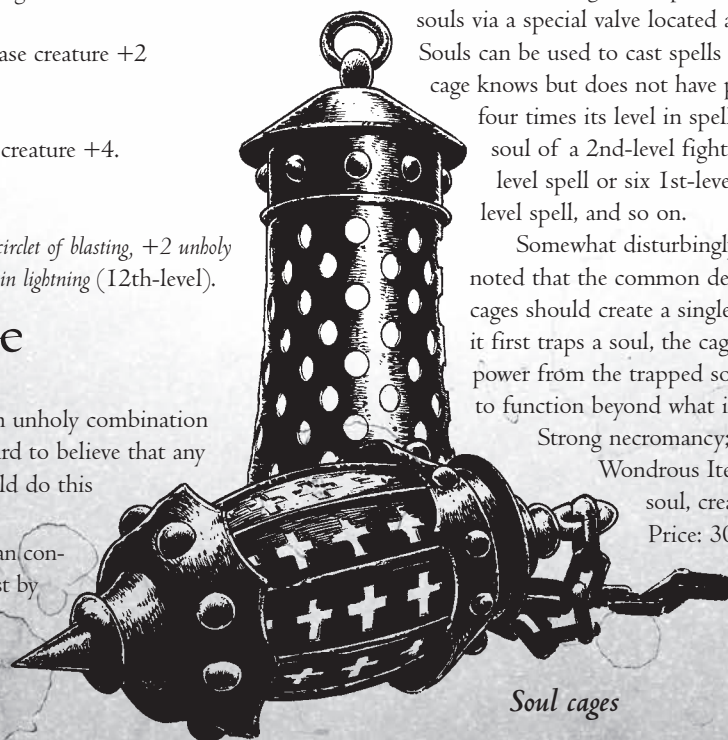 ase creature +2
creature +4.
circlet of blasting, +2 unholy
in lightning (12th-level).
e
n unholy combination
rd to believe that any
ld do this
an con-
st by
souls via a special valve located a
Souls can be used to cast spells
cage knows but does not have p
four times its level in spel
soul of a 2nd-level fight
level spell or six 1st-leve
level spell, and so on.
Somewhat disturbingly
noted that the common de
cages should create a single
it first traps a soul, the cag
power from the trapped so
to function beyond what i
Strong necromancy;
Wondrous Ite
soul, crea
Price: 30
Soul cages